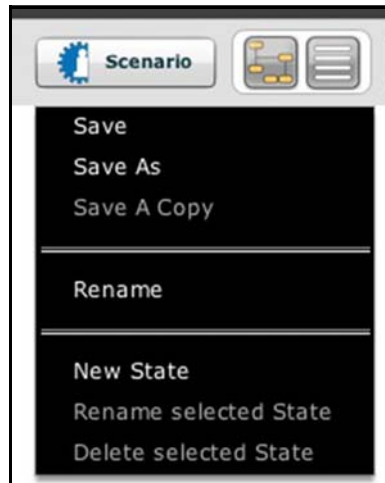 Scenario
Save
Save As
Save A Copy
Rename
New State
Rename selected State
Delete selected State